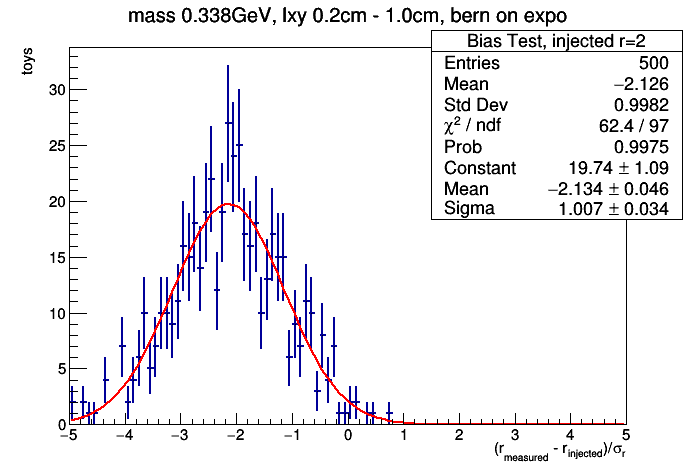 mass 0.338GeV, lxy 0.2cm - 1.0cm, bern on expo
toys
Bias Test, injected r=2
Entries 500
Mean −2.126
Std Dev 0.9982
χ² / ndf 62.4 / 97
Prob 0.9975
Constant 19.74 ± 1.09
Mean −2.134 ± 0.046
Sigma 1.007 ± 0.034
30
25
20
15
10
5
0
−5 −4 −3 −2 −1 0 1 2 3 4 5
(r_measured - r_injected)/σ_r